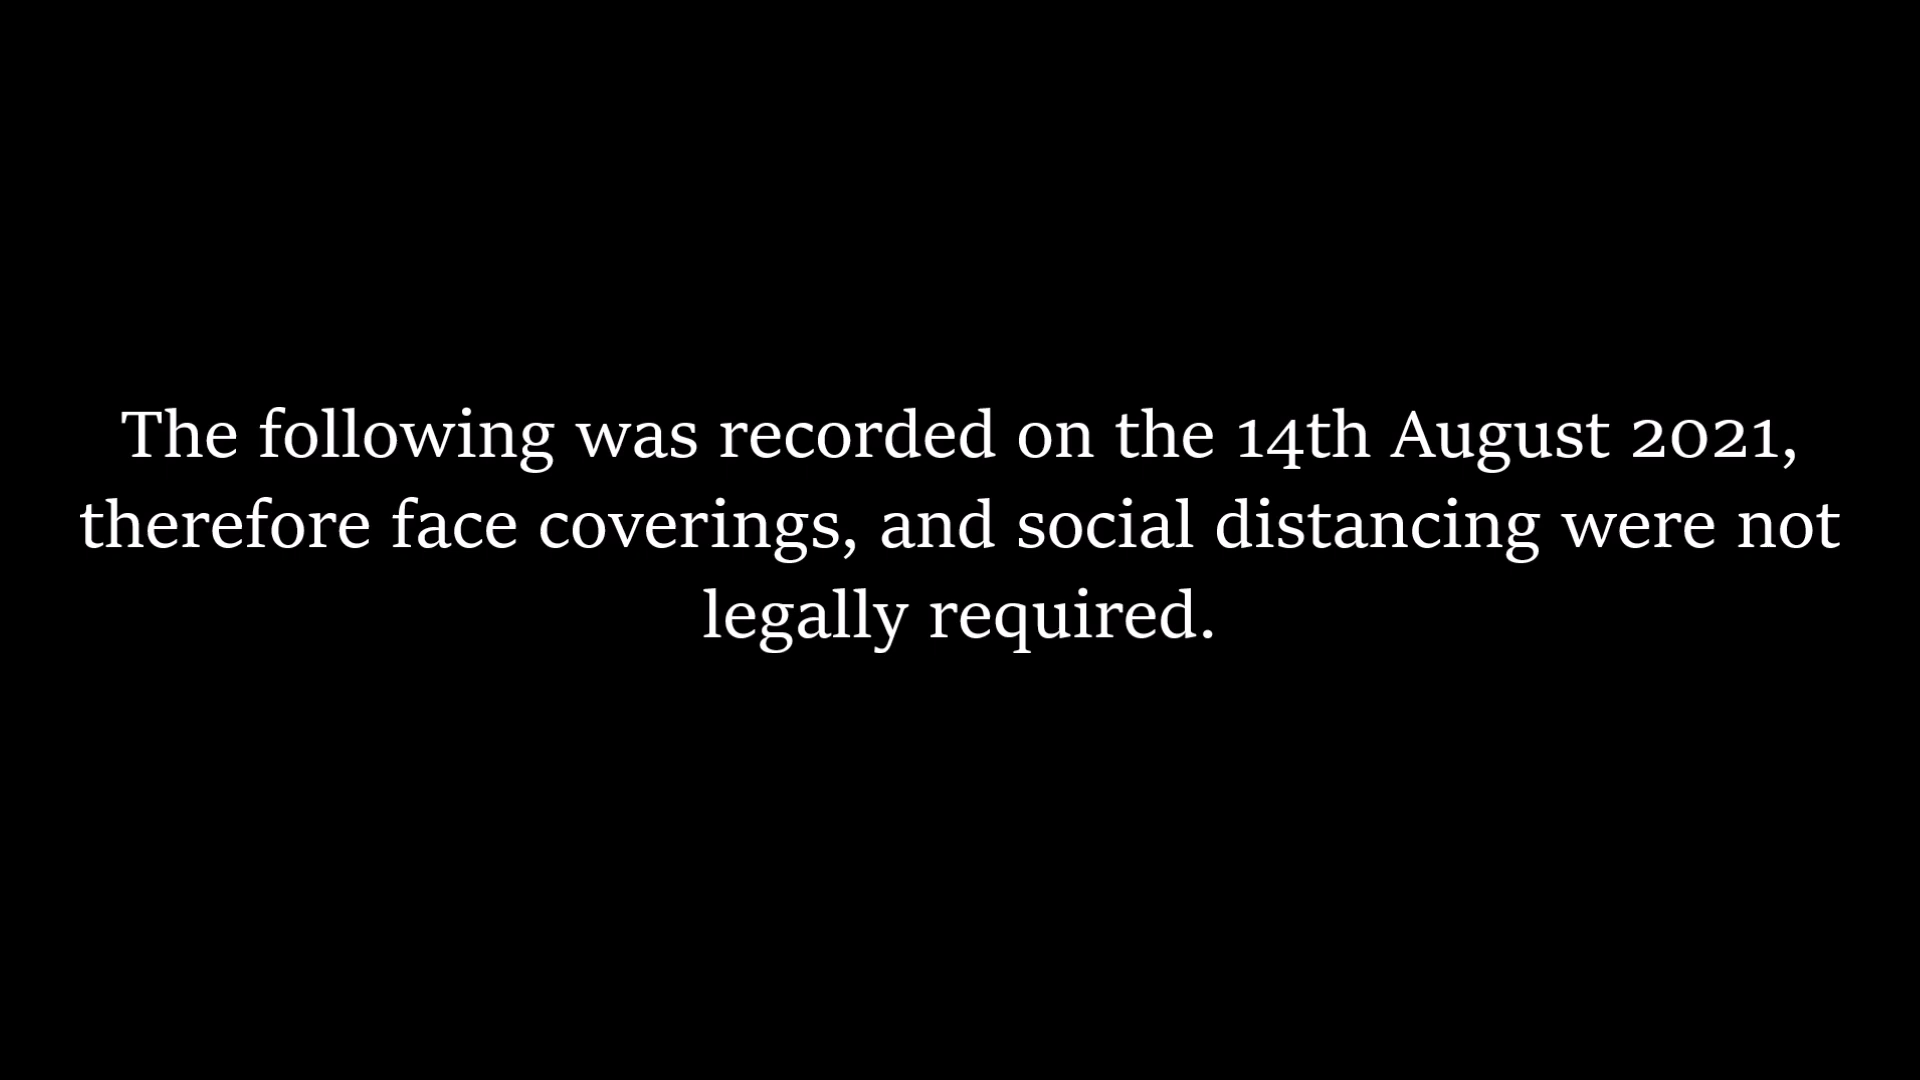 The following was recorded on the 14th August 2021,
therefore face coverings, and social distancing were not
legally required.